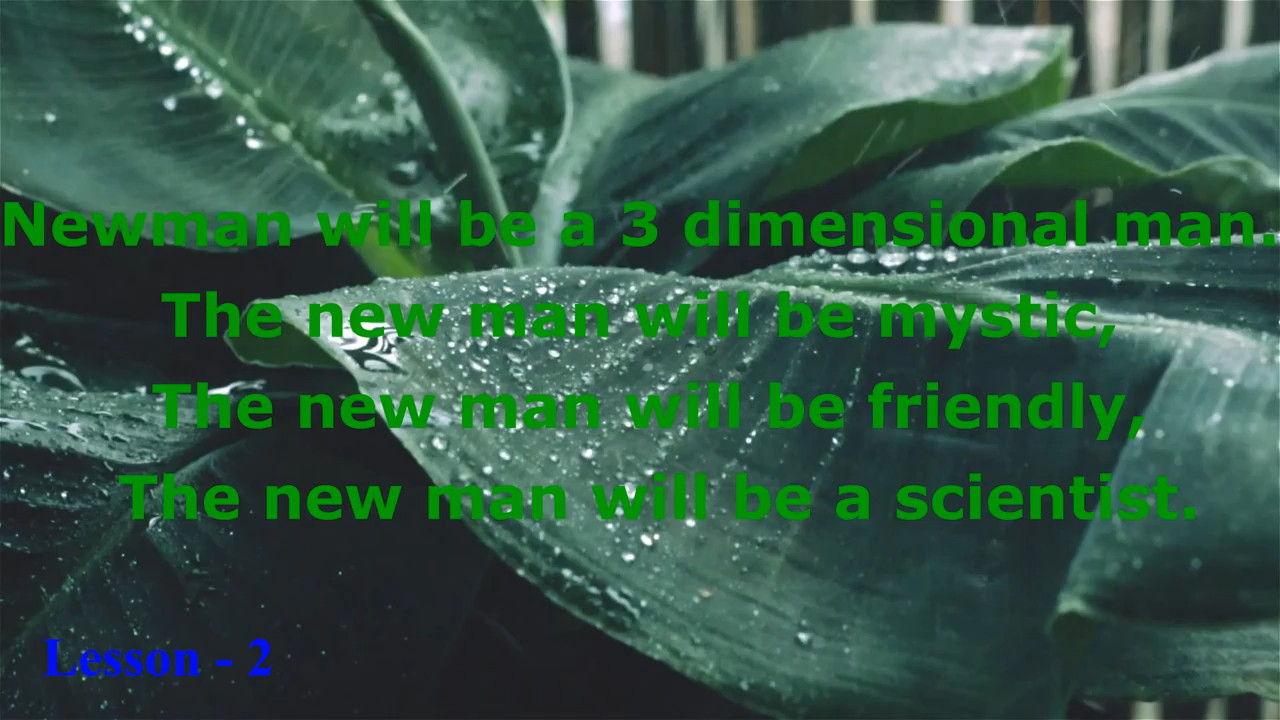 Newman will be a 3 dimensional man.
The new man will be mystic,
The new man will be friendly,
The new man will be a scientist.
Lesson - 2